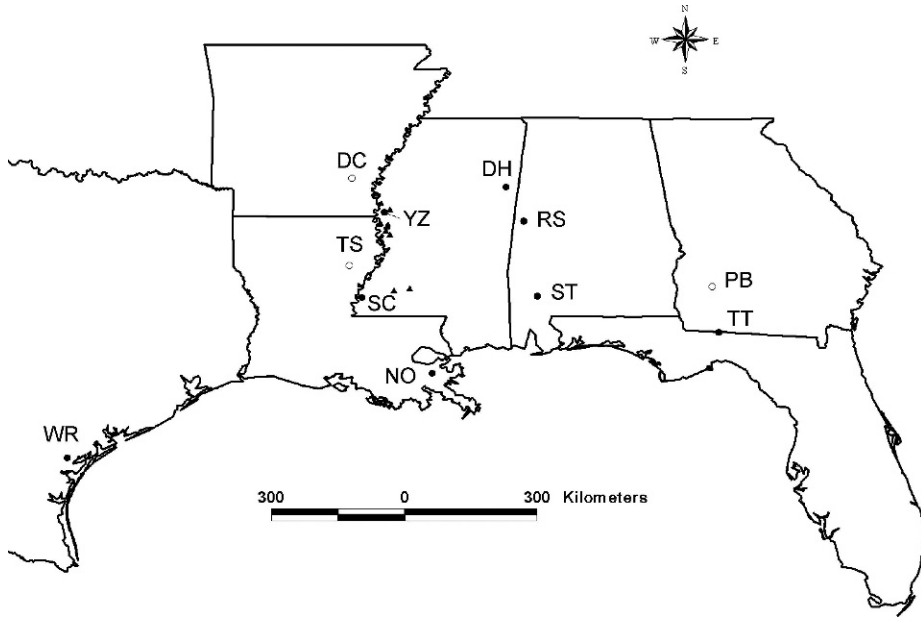 N
W E
S
DC
DH
YZ
RS
TS
PB
SC
ST
TT
NO
WR
300 0 300 Kilometers